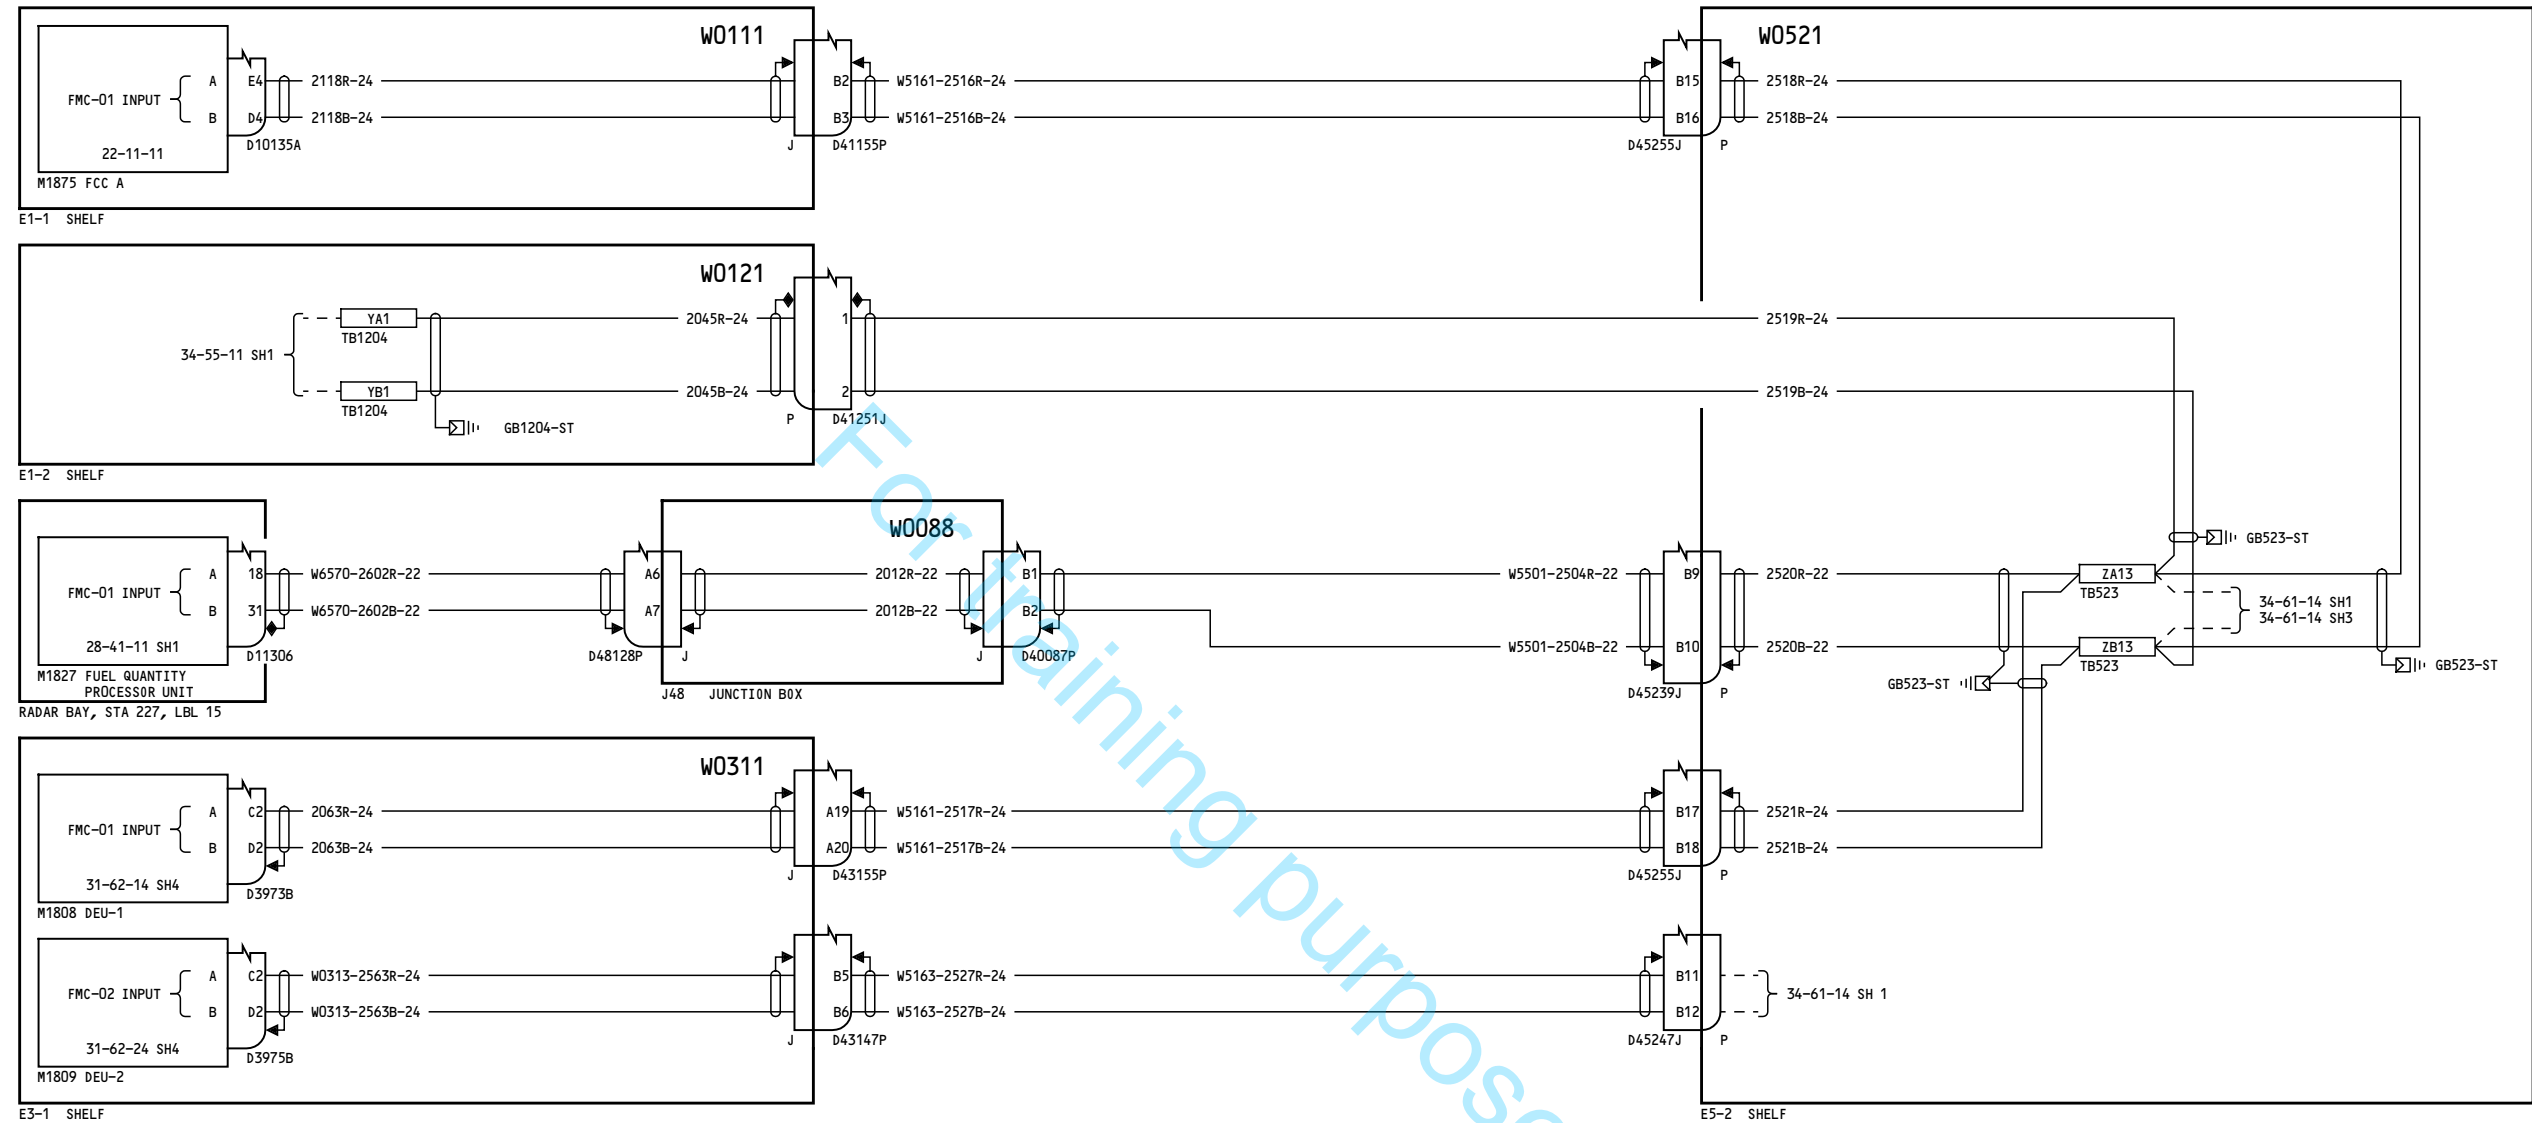 W0111
W0521
FMC-01 INPUT
A E4 2118R-24 B2 W5161-2516R-24 B15 2518R-24
B D4 2118B-24 B3 W5161-2516B-24 B16 2518B-24
22-11-11
D10135A J D41155P D45255J P
M1875 FCC A
E1-1 SHELF
W0121
YA1 2045R-24 1 2519R-24
TB1204
34-55-11 SH1
YB1 2045B-24 2 2519B-24
TB1204
P D41251J
GB1204-ST
E1-2 SHELF
W0088
GB523-ST
FMC-01 INPUT
A 18 W6570-2602R-22 A6 2012R-22 B1 W5501-2504R-22 B9 2520R-22 ZA13
TB523
B 31 W6570-2602B-22 A7 2012B-22 B2
34-61-14 SH1
34-61-14 SH3
28-41-11 SH1
W5501-2504B-22 B10 2520B-22 ZB13
D11306 D48128P J J D40087P
TB523
GB523-ST
M1827 FUEL QUANTITY
PROCESSOR UNIT
GB523-ST
J48 JUNCTION BOX
D45239J P
RADAR BAY, STA 227, LBL 15
W0311
FMC-01 INPUT
A C2 2063R-24 A19 W5161-2517R-24 B17 2521R-24
B D2 2063B-24 A20 W5161-2517B-24 B18 2521B-24
31-62-14 SH4
D3973B J D43155P D45255J P
M1808 DEU-1
FMC-02 INPUT
A C2 W0313-2563R-24 B5 W5163-2527R-24 B11
34-61-14 SH 1
B D2 W0313-2563B-24 B6 W5163-2527B-24 B12
31-62-24 SH4
D3975B J D43147P D45247J P
M1809 DEU-2
E3-1 SHELF
E5-2 SHELF
For training purpose